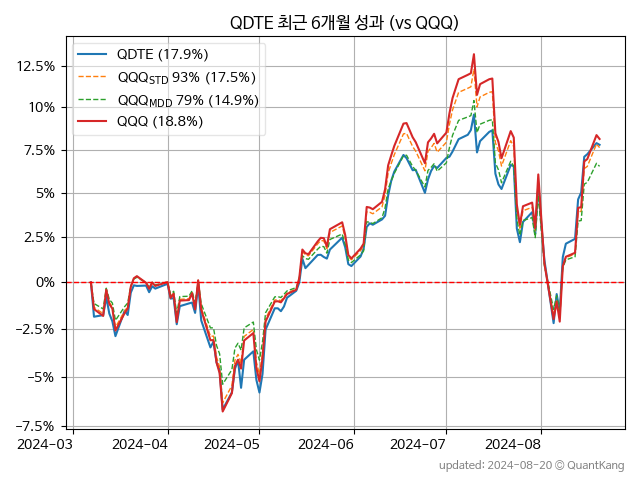 QDTE 최근 6개월 성과 (vs QQQ)
QDTE (17.9%)
QQQSTD 93% (17.5%)
QQQMDD 79% (14.9%)
QQQ (18.8%)
12.5%
10%
7.5%
5%
2.5%
0%
−2.5%
−5%
−7.5%
2024−03 2024−04 2024−05 2024−06 2024−07 2024−08
updated: 2024-08-20 © QuantKang